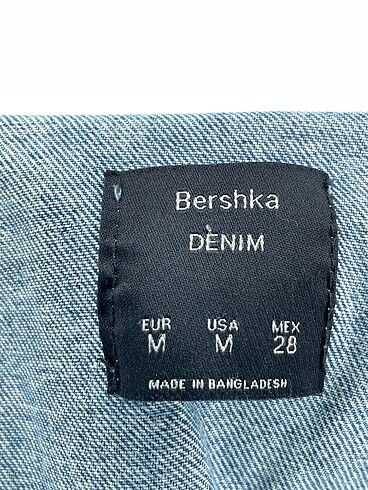 Bershka
DENIM
EUR USA MEX
M M 28
MADE IN BANGLADESH